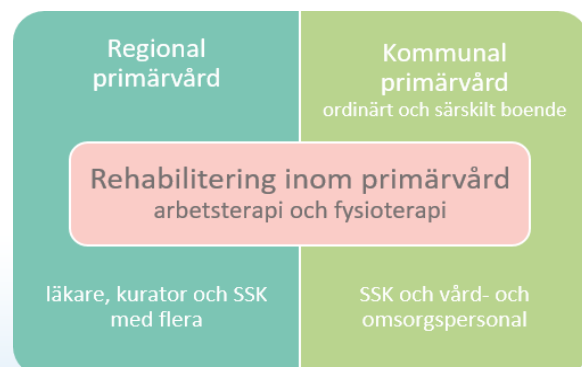 Regional
primärvård
Kommunal
primärvård
ordinärt och särskilt boende
Rehabilitering inom primärvård
arbetsterapi och fysioterapi
läkare, kurator och SSK
med flera
SSK och vård- och
omsorgspersonal